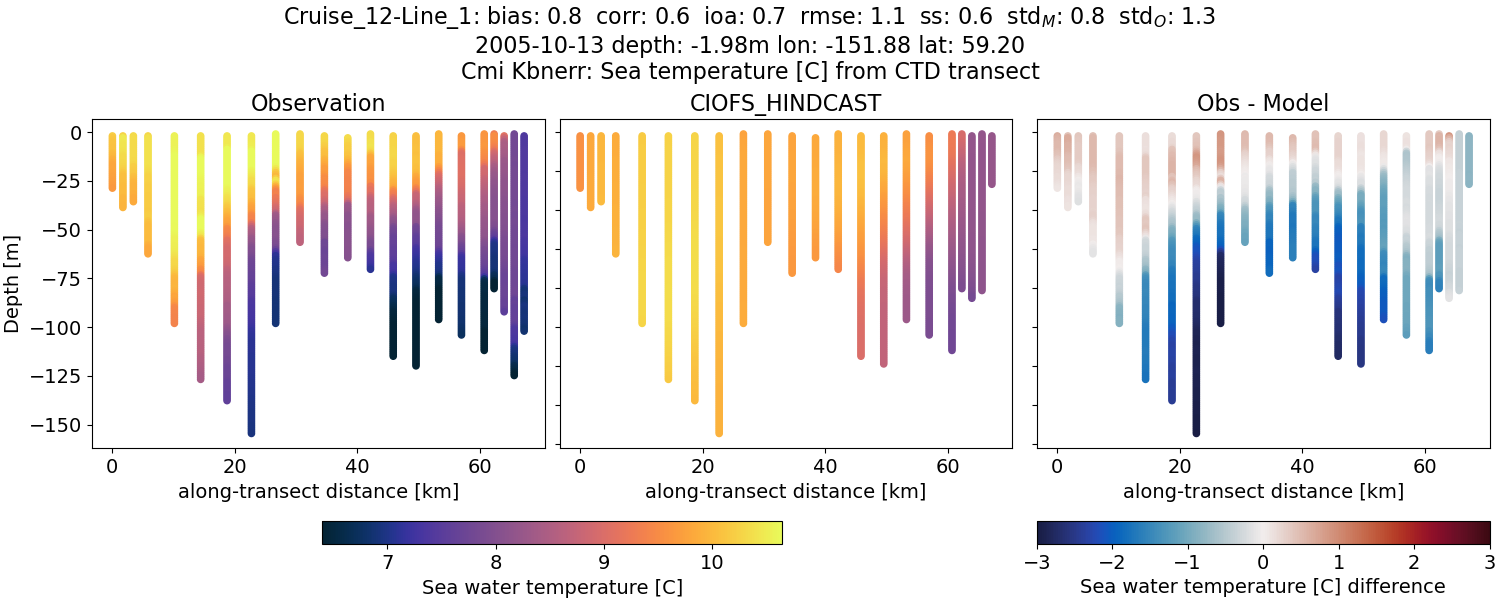 Cruise_12-Line_1: bias: 0.8  corr: 0.6  ioa: 0.7  rmse: 1.1  ss: 0.6  std_M: 0.8  std_O: 1.3
2005-10-13 depth: -1.98m lon: -151.88 lat: 59.20
Cmi Kbnerr: Sea temperature [C] from CTD transect
Observation
CIOFS_HINDCAST
Obs - Model
Depth [m]
0
−25
−50
−75
−100
−125
−150
0 20 40 60
along-transect distance [km]
0 20 40 60
along-transect distance [km]
0 20 40 60
along-transect distance [km]
7 8 9 10
Sea water temperature [C]
−3 −2 −1 0 1 2 3
Sea water temperature [C] difference